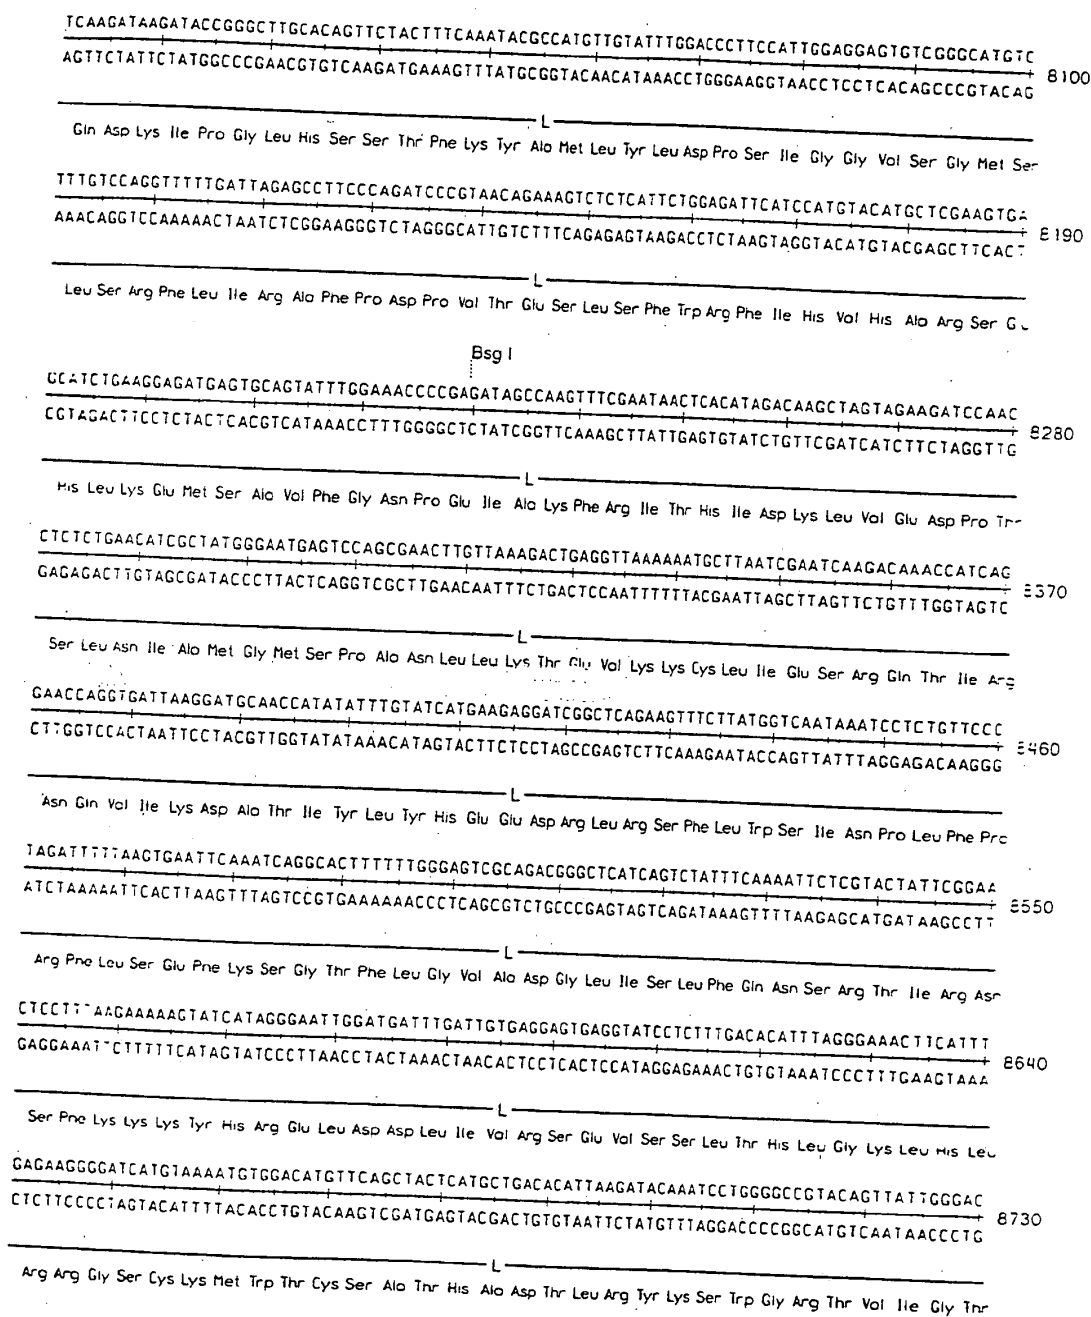 TCAAGATAAGATACCGGGCTTGCACAGTTCTACTTTCAAATACGCCATGTTGTATTTGGACCCTTCCATTGGAGGAGTGTCGGGCATGTC
AGTTCTATTCTATGGCCCGAACGTGTCAAGATGAAAGTTTATGCGGTACAACATAAACCTGGGAAGGTAACCTCCTCACAGCCCGTACAG 8100
L
Gln Asp Lys Ile Pro Gly Leu His Ser Ser Thr Phe Lys Tyr Ala Met Leu Tyr Leu Asp Pro Ser Ile Gly Gly Val Ser Gly Met Ser
TTTGTCCAGGTTTTTGATTAGAGCCTTCCCAGATCCCGTAACAGAAAGTCTCTCATTCTGGAGATTCATCCATGTACATGCTCGAAGTGA
AAACAGGTCCAAAAACTAATCTCGGAAGGGTCTAGGGCATTGTCTTTCAGAGAGTAAGACCTCTAAGTAGGTACATGTACGAGCTTCACT 8190
L
Leu Ser Arg Phe Leu Ile Arg Ala Phe Pro Asp Pro Val Thr Glu Ser Leu Ser Phe Trp Arg Phe Ile His Val His Ala Arg Ser
Bsg I
GCATCTGAAGGAGATGAGTGCAGTATTTGGAAACCCCGAGATAGCCAAGTTTCGAATAACTCACATAGACAAGCTAGTAGAAGATCCAAC
CGTAGACTTCCTCTACTCACGTCATAAACCTTTGGGGCTCTATCGGTTCAAAGCTTATTGAGTGTATCTGTTCGATCATCTTCTAGGTTG 8280
L
His Leu Lys Glu Met Ser Ala Val Phe Gly Asn Pro Glu Ile Ala Lys Phe Arg Ile Thr His Ile Asp Lys Leu Val Glu Asp Pro
CTCTCTGAACATCGCTATGGGAATGAGTCCAGCGAACTTGTTAAAGACTGAGGTTAAAAAATGCTTAATCGAATCAAGACAAACCATCAG
GAGAGACTTGTAGCGATACCCTTACTCAGGTCGCTTGAACAATTTCTGACTCCAATTTTTTACGAATTAGCTTAGTTCTGTTTGGTAGTC 8370
L
Ser Leu Asn Ile Ala Met Gly Met Ser Pro Ala Asn Leu Leu Lys Thr Glu Val Lys Lys Cys Leu Ile Glu Ser Arg Gln Thr Ile Arg
GAACCAGGTGATTAAGGATGCAACCATATATTTGTATCATGAAGAGGATCGGCTCAGAAGTTTCTTATGGTCAATAAATCCTCTGTTCCC
CTTGGTCCACTAATTCCTACGTTGGTATATAAACATAGTACTTCTCCTAGCCGAGTCTTCAAAGAATACCAGTTATTTAGGAGACAAGGG 8460
L
Asn Gln Val Ile Lys Asp Ala Thr Ile Tyr Leu Tyr His Glu Glu Asp Arg Leu Arg Ser Phe Leu Trp Ser Ile Asn Pro Leu Phe Pro
TAGATTTTTAAGTGAATTCAAATCAGGCACTTTTTTGGGAGTCGCAGACGGGCTCATCAGTCTATTTCAAAATTCTCGTACTATTCGGAA
ATCTAAAAATTCACTTAAGTTTAGTCCGTGAAAAAACCCTCAGCGTCTGCCCGAGTAGTCAGATAAAGTTTTAAGAGCATGATAAGCCTT 8550
L
Arg Phe Leu Ser Glu Phe Lys Ser Gly Thr Phe Leu Gly Val Ala Asp Gly Leu Ile Ser Leu Phe Gln Asn Ser Arg Thr Ile Arg Asn
CTCCTTTAAGAAAAAGTATCATAGGGAATTGGATGATTTGATTGTGAGGAGTGAGGTATCCTCTTTGACACATTTAGGGAAACTTCATTT
GAGGAAATTCTTTTTCATAGTATCCCTTAACCTACTAAACTAACACTCCTCACTCCATAGGAGAAACTGTGTAAATCCCTTTGAAGTAAA 8640
L
Ser Phe Lys Lys Lys Tyr His Arg Glu Leu Asp Asp Leu Ile Val Arg Ser Glu Val Ser Ser Leu Thr His Leu Gly Lys Leu His Leu
GAGAAGGGGATCATGTAAAATGTGGACATGTTCAGCTACTCATGCTGACACATTAAGATACAAATCCTGGGGCCGTACAGTTATTGGGAC
CTCTTCCCCTAGTACATTTTACACCTGTACAAGTCGATGAGTACGACTGTGTAATTCTATGTTTAGGACCCCGGCATGTCAATAACCCTG 8730
L
Arg Arg Gly Ser Cys Lys Met Trp Thr Cys Ser Ala Thr His Ala Asp Thr Leu Arg Tyr Lys Ser Trp Gly Arg Thr Val Ile Gly Thr